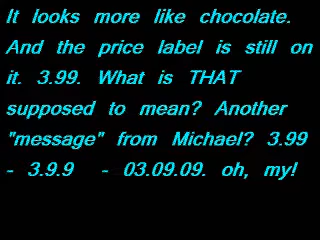 It looks more like chocolate.
And the price label is still on
it. 3.99. What is THAT
supposed to mean? Another
"message" from Michael? 3.99
- 3.9.9 - 03.09.09. oh, my!